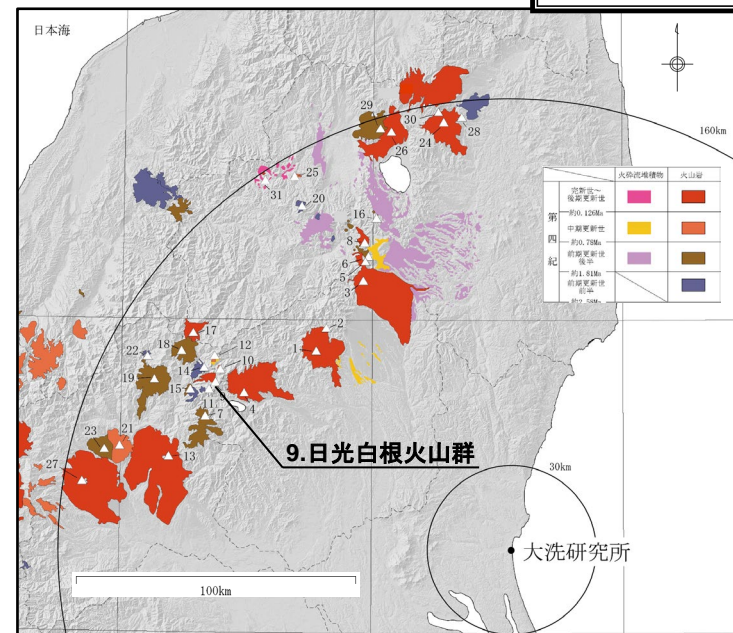 日本海
160km
火砕流堆積物
火山岩
第四紀
完新世~
後期更新世
約0.126Ma
中期更新世
約0.78Ma
前期更新世
後半
約1.81Ma
前期更新世
前半
約2.58Ma
29
30
28
24
26
25
31
20
16
8
6
5
3
2
17
18
12
1
22
14
10
19
15
9
4
11
7
23
21
13
27
9.日光白根火山群
30km
大洗研究所
100km